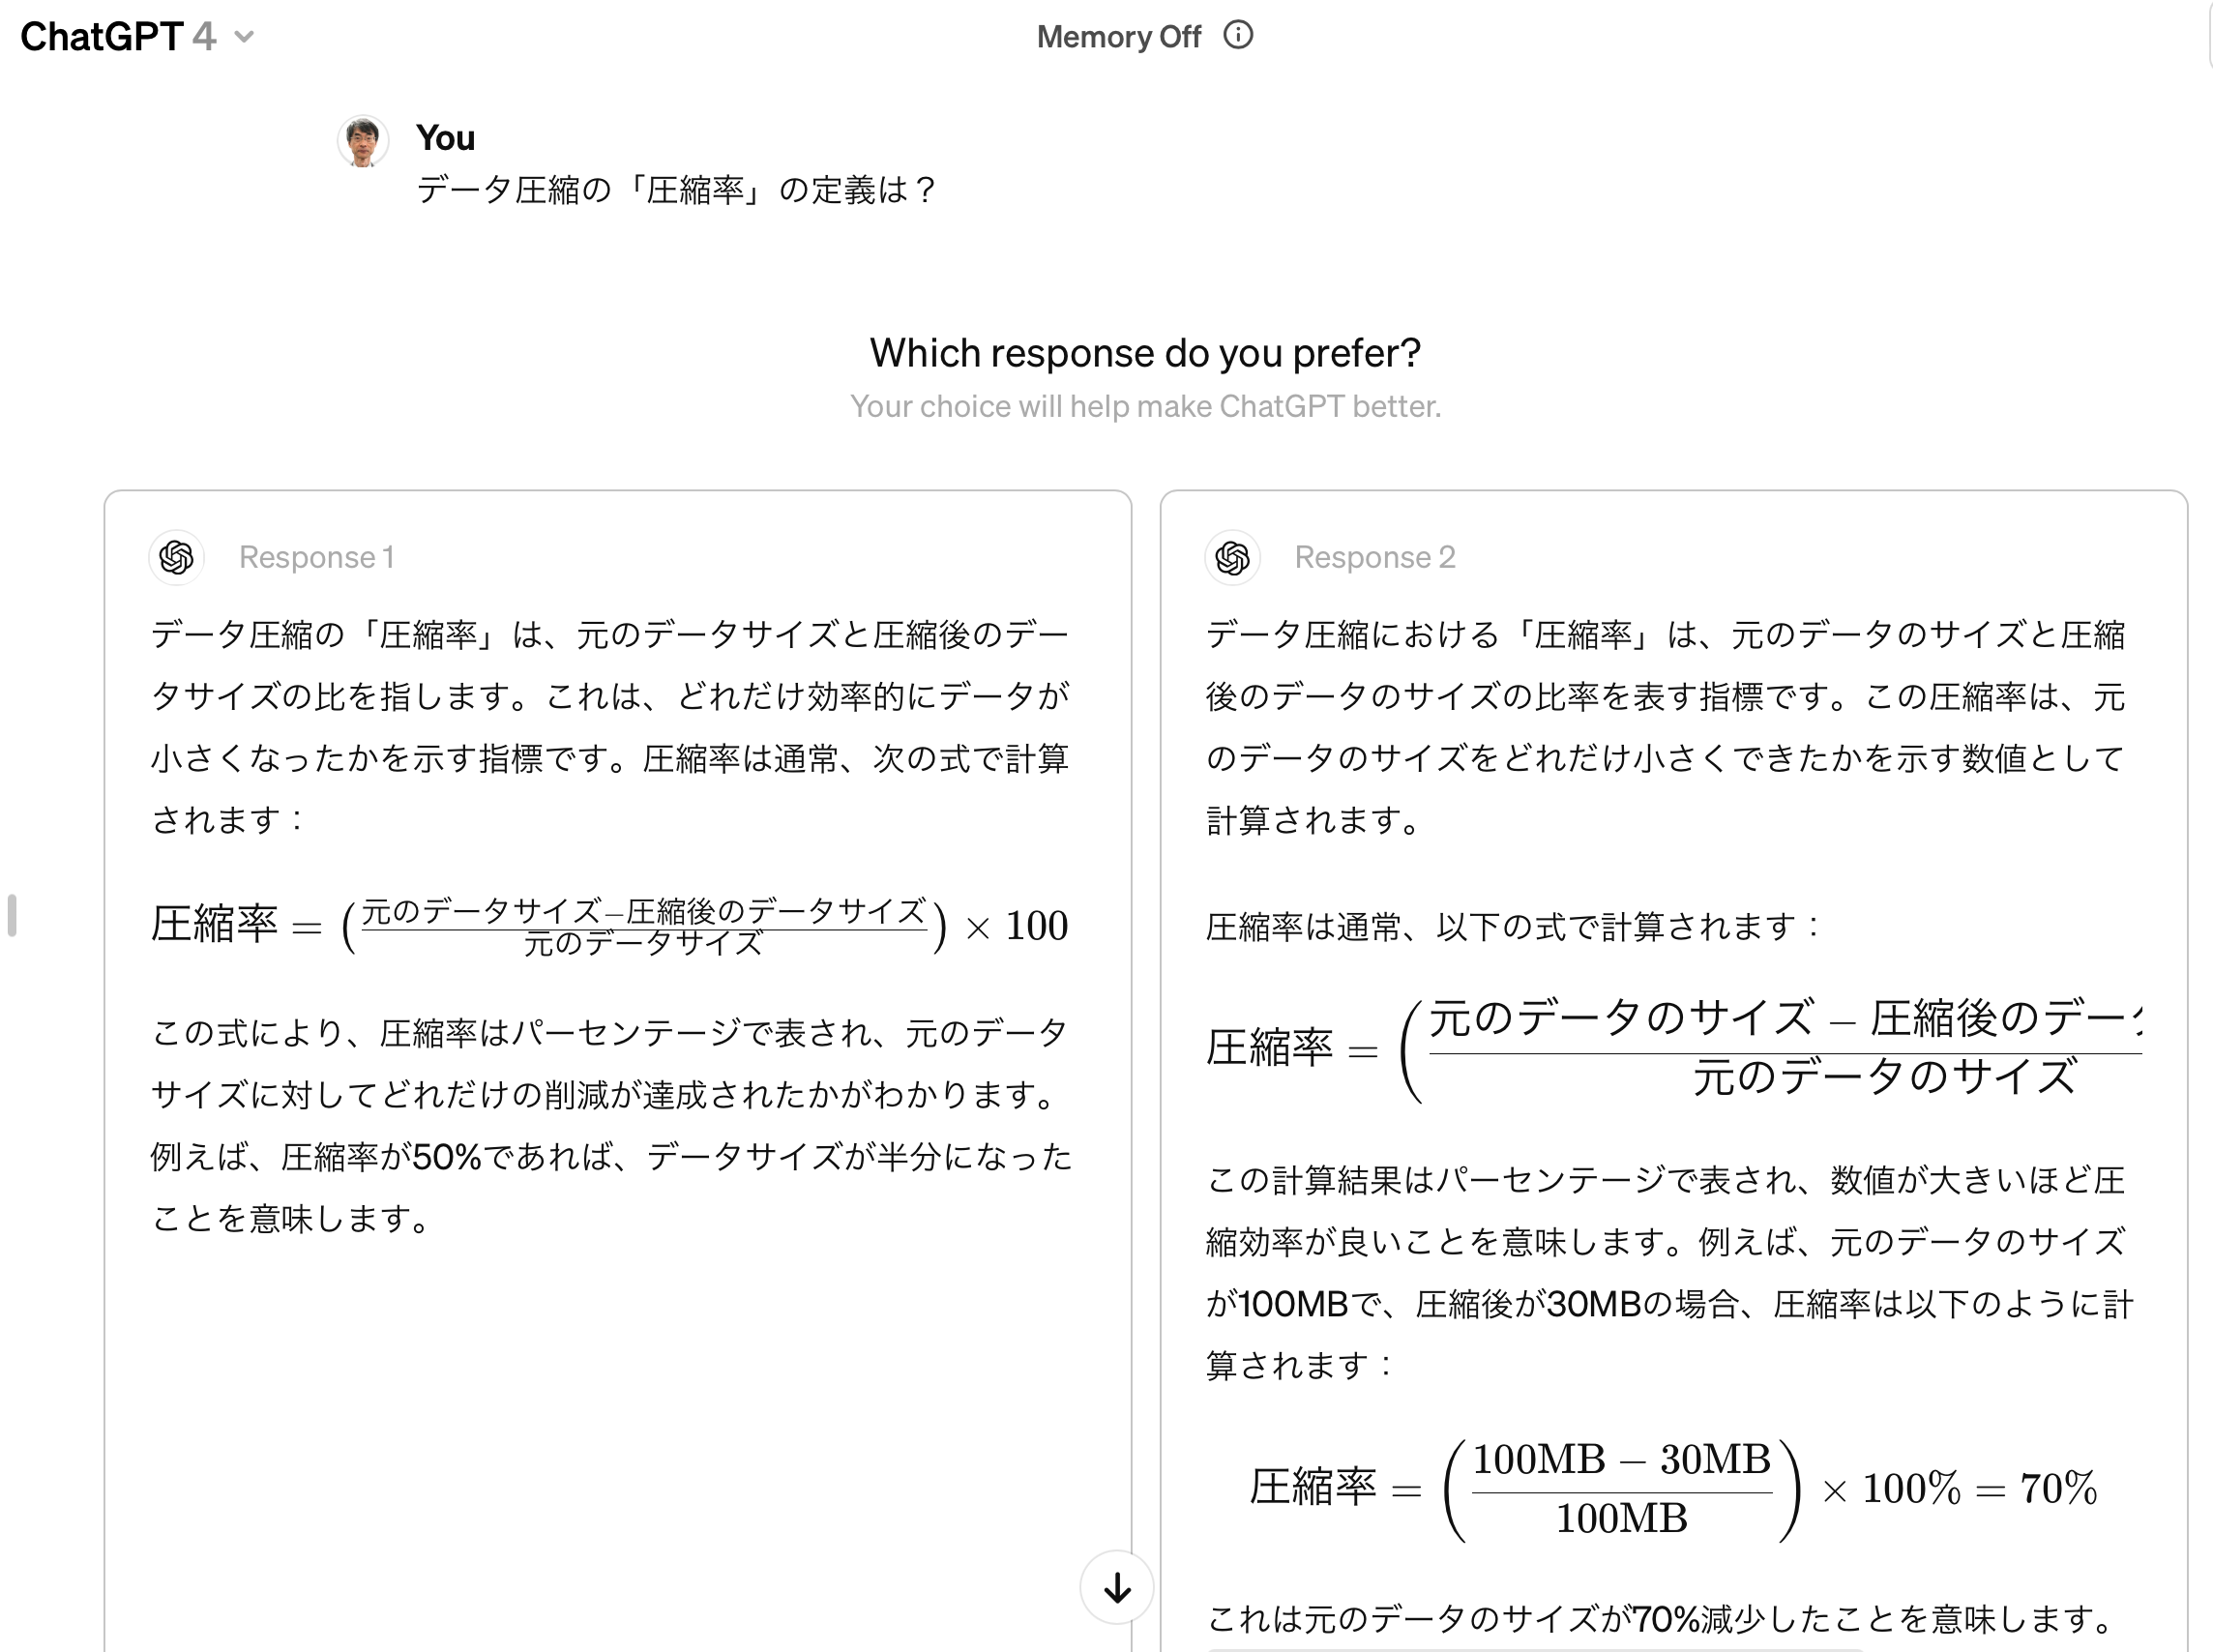 ChatGPT 4
Memory Off
You
データ圧縮の「圧縮率」の定義は？
Which response do you prefer?
Your choice will help make ChatGPT better.
Response 1
データ圧縮の「圧縮率」は、元のデータサイズと圧縮後のデー
タサイズの比を指します。これは、どれだけ効率的にデータが
小さくなったかを示す指標です。圧縮率は通常、次の式で計算
されます：
圧縮率 = (元のデータサイズ−圧縮後のデータサイズ / 元のデータサイズ) × 100
この式により、圧縮率はパーセンテージで表され、元のデータ
サイズに対してどれだけの削減が達成されたかがわかります。
例えば、圧縮率が50%であれば、データサイズが半分になった
ことを意味します。
Response 2
データ圧縮における「圧縮率」は、元のデータのサイズと圧縮
後のデータのサイズの比率を表す指標です。この圧縮率は、元
のデータのサイズをどれだけ小さくできたかを示す数値として
計算されます。
圧縮率は通常、以下の式で計算されます：
圧縮率 = (元のデータのサイズ − 圧縮後のデー / 元のデータのサイズ
この計算結果はパーセンテージで表され、数値が大きいほど圧
縮効率が良いことを意味します。例えば、元のデータのサイズ
が100MBで、圧縮後が30MBの場合、圧縮率は以下のように計
算されます：
圧縮率 = (100MB − 30MB / 100MB) × 100% = 70%
これは元のデータのサイズが70%減少したことを意味します。